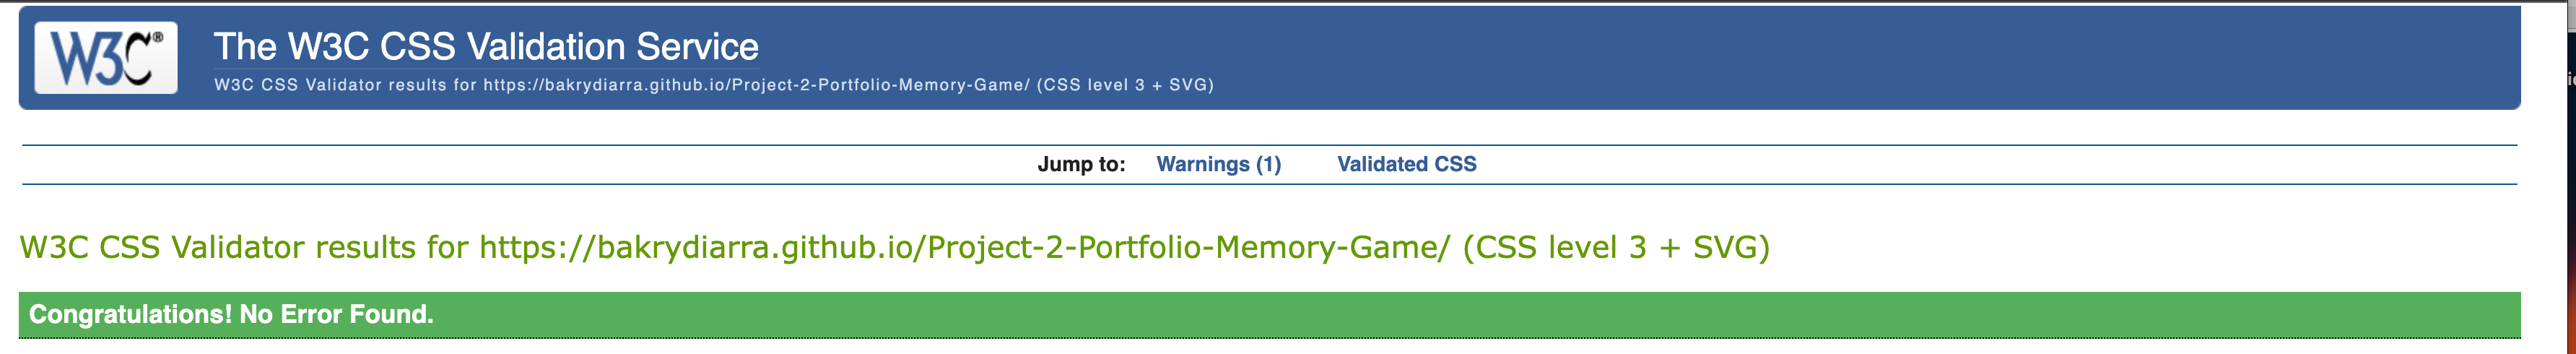 W3C®
The W3C CSS Validation Service
W3C CSS Validator results for https://bakrydiarra.github.io/Project-2-Portfolio-Memory-Game/ (CSS level 3 + SVG)
Jump to: Warnings (1) Validated CSS
W3C CSS Validator results for https://bakrydiarra.github.io/Project-2-Portfolio-Memory-Game/ (CSS level 3 + SVG)
Congratulations! No Error Found.